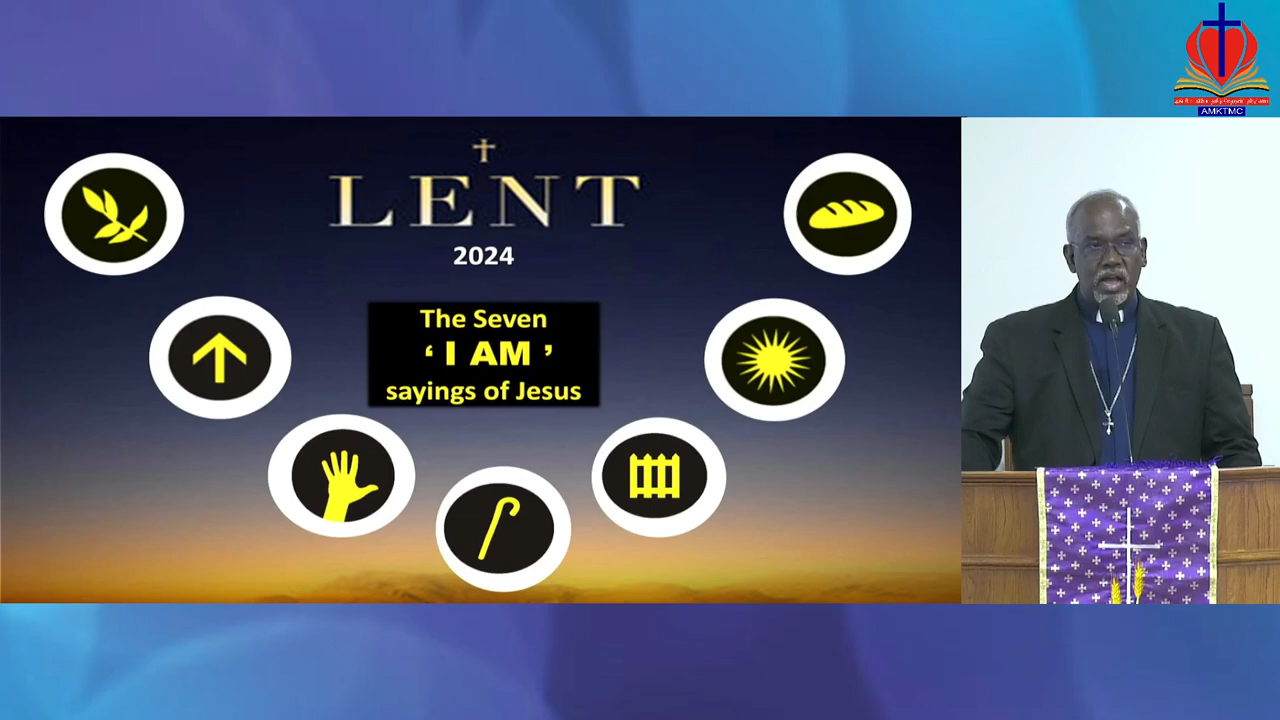 LENT
2024
The Seven
‘ I AM ’
sayings of Jesus
AMKTMC